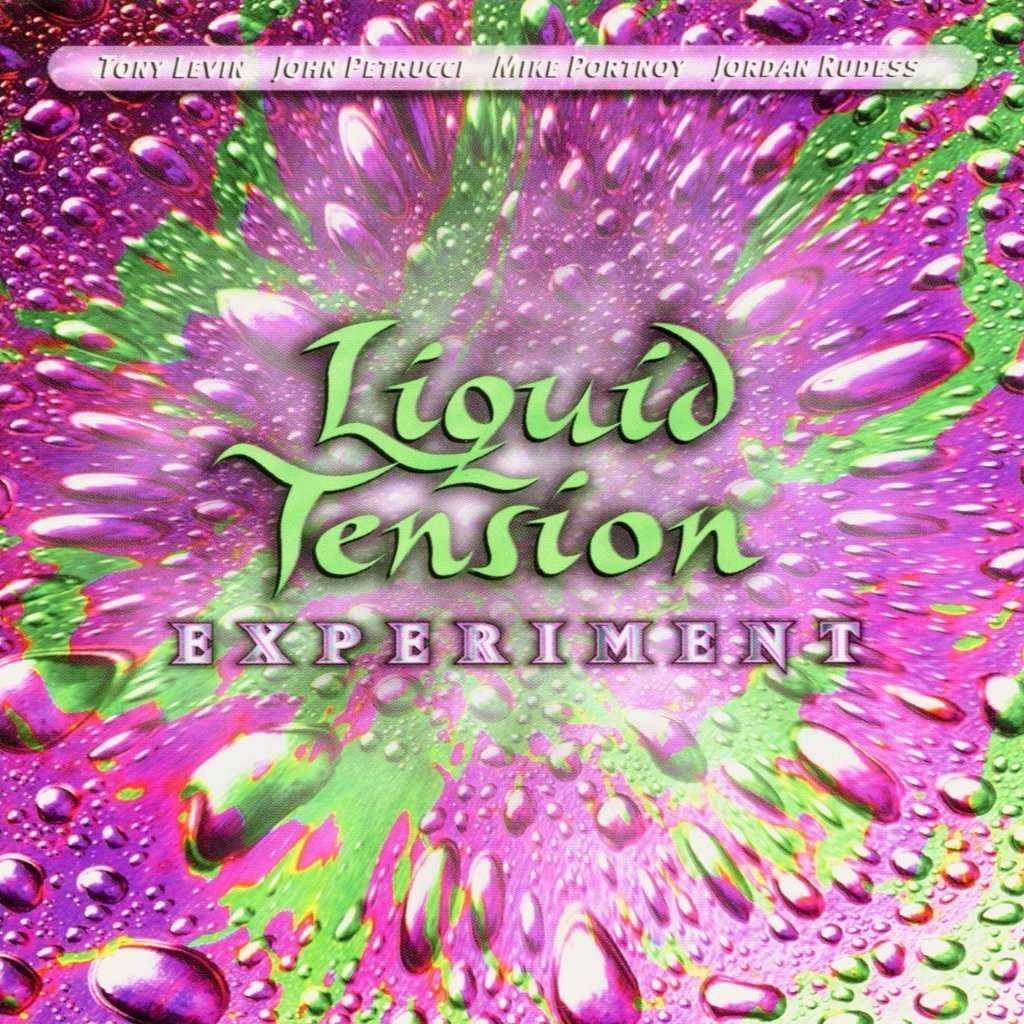 Tony Levin John Petrucci Mike Portnoy Jordan Rudess
Liquid
Tension
EXPERIMENT